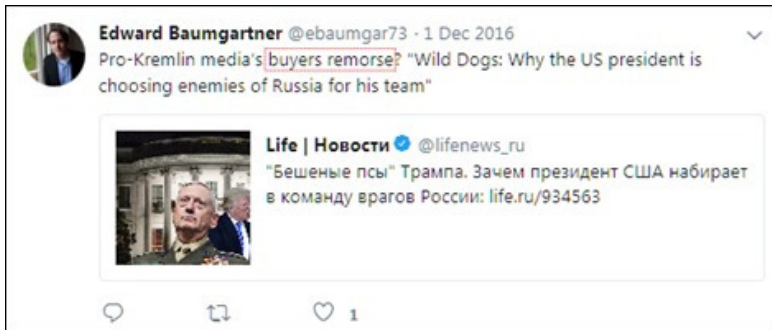 Edward Baumgartner @ebaumgar73 · 1 Dec 2016
Pro-Kremlin media's buyers remorse? "Wild Dogs: Why the US president is
choosing enemies of Russia for his team"
Life | Новости @lifenews_ru
"Бешеные псы" Трампа. Зачем президент США набирает
в команду врагов России: life.ru/934563
1